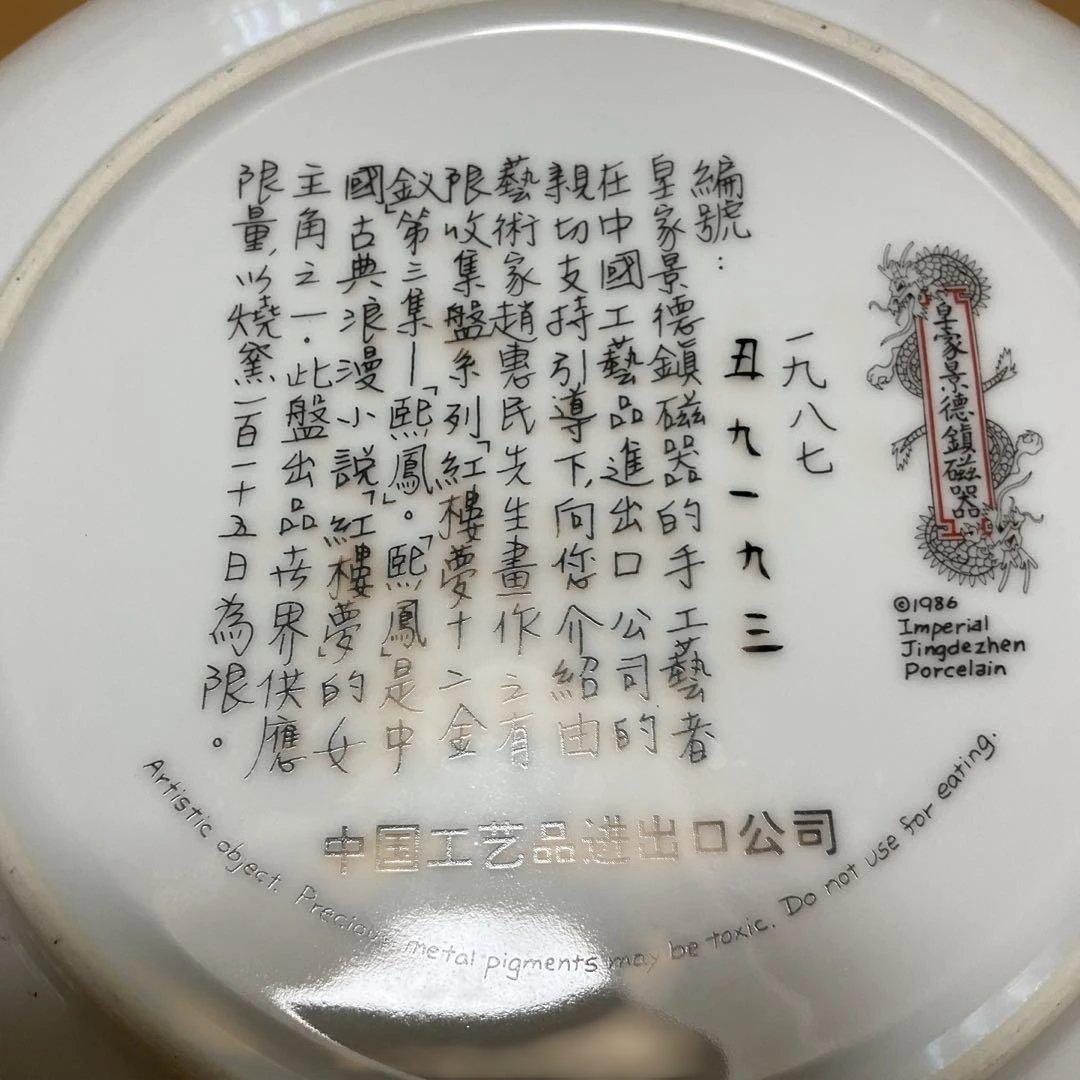 皇家景德鎮磁器
©1986
Imperial
Jingdezhen
Porcelain
一九八七
編號：
丑九一九三
皇家景德鎮磁器的手工藝者
在中國工藝品進出口公司的
親切支持引導下，向您介紹由
藝術家趙惠民先生畫作之有
限收集盤系列「紅樓夢十二金
釵」第三集—「熙鳳」。「熙鳳」是中
國古典浪漫小說「紅樓夢」的女
主角之一．此盤出品世界供應
限量，以燒窯一百一十五日為限。
中国工艺品进出口公司
Artistic object. Precious metal pigments may be toxic. Do not use for eating.